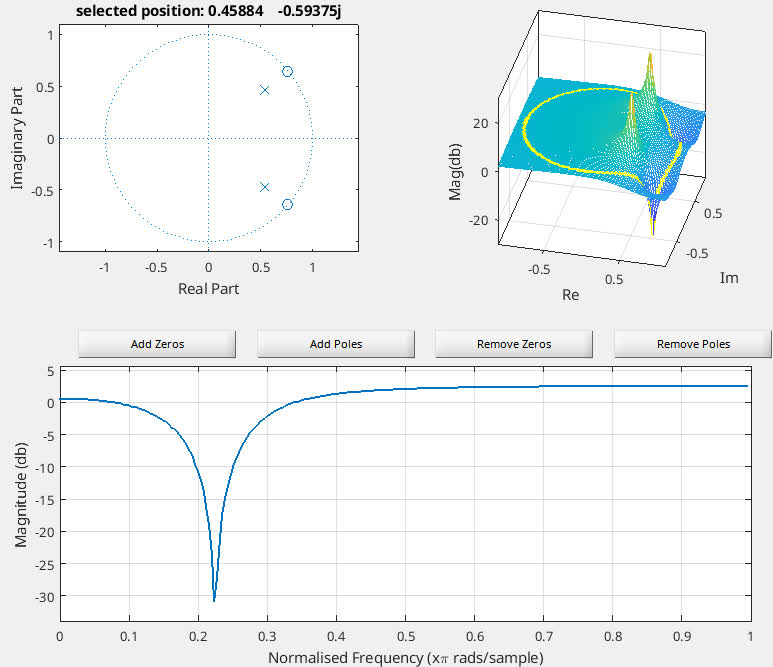 selected position: 0.45884 -0.59375j
Imaginary Part
1
0.5
0
-0.5
-1
-1 -0.5 0 0.5 1
Real Part
Mag(db)
20
0
-20
-0.5 0.5
Re
0.5
-0.5
Im
Add Zeros Add Poles Remove Zeros Remove Poles
Magnitude (db)
5
0
-5
-10
-15
-20
-25
-30
0 0.1 0.2 0.3 0.4 0.5 0.6 0.7 0.8 0.9 1
Normalised Frequency (xπ rads/sample)